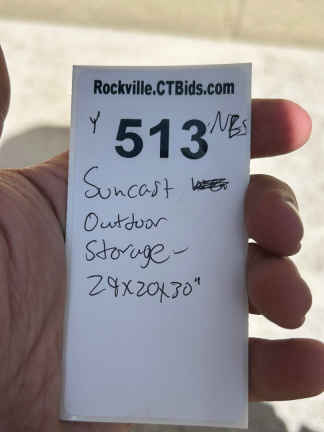 Rockville.CTBids.com
Y 513 NBS
Suncast
Outdoor
Storage-
24x20x30"